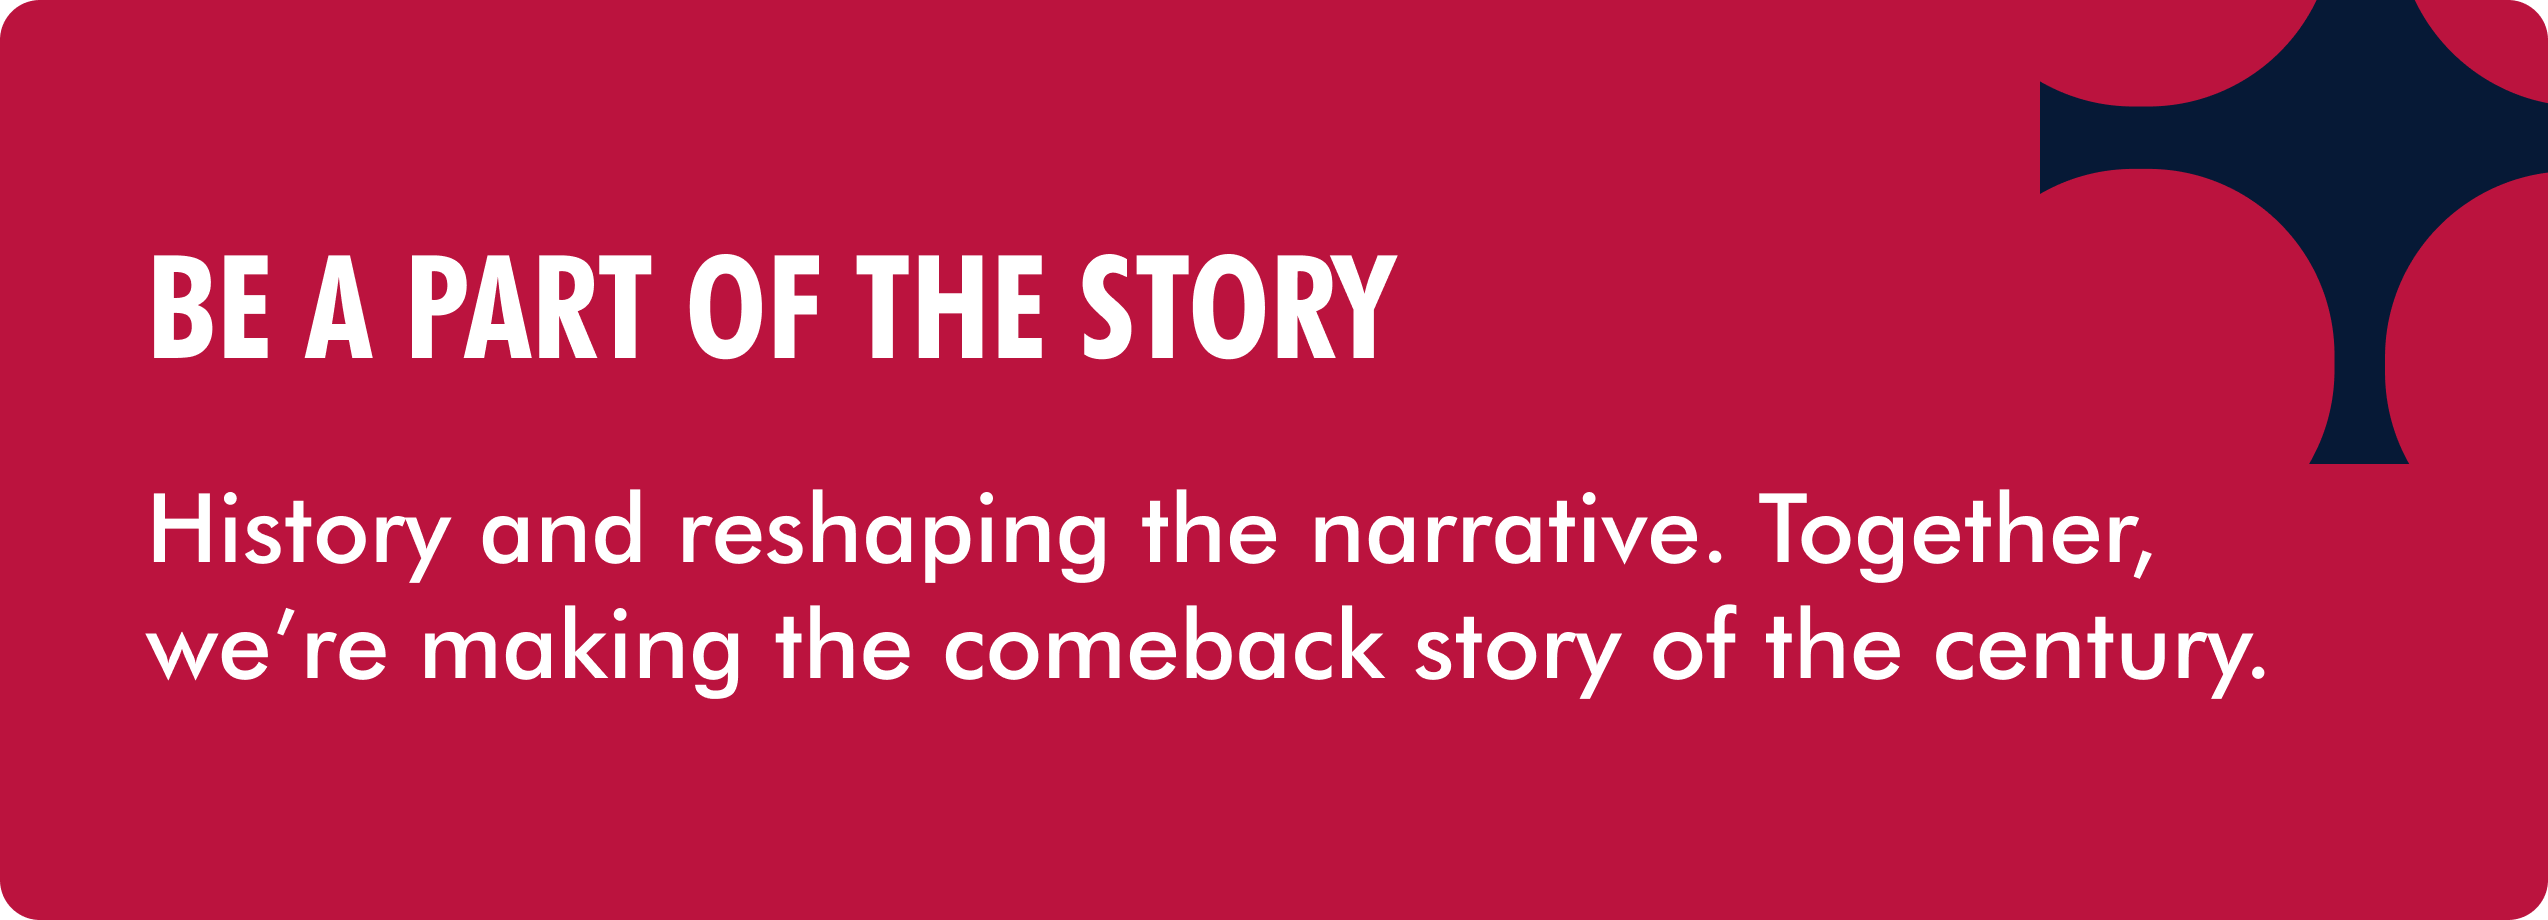 BE A PART OF THE STORY
History and reshaping the narrative. Together,
we’re making the comeback story of the century.